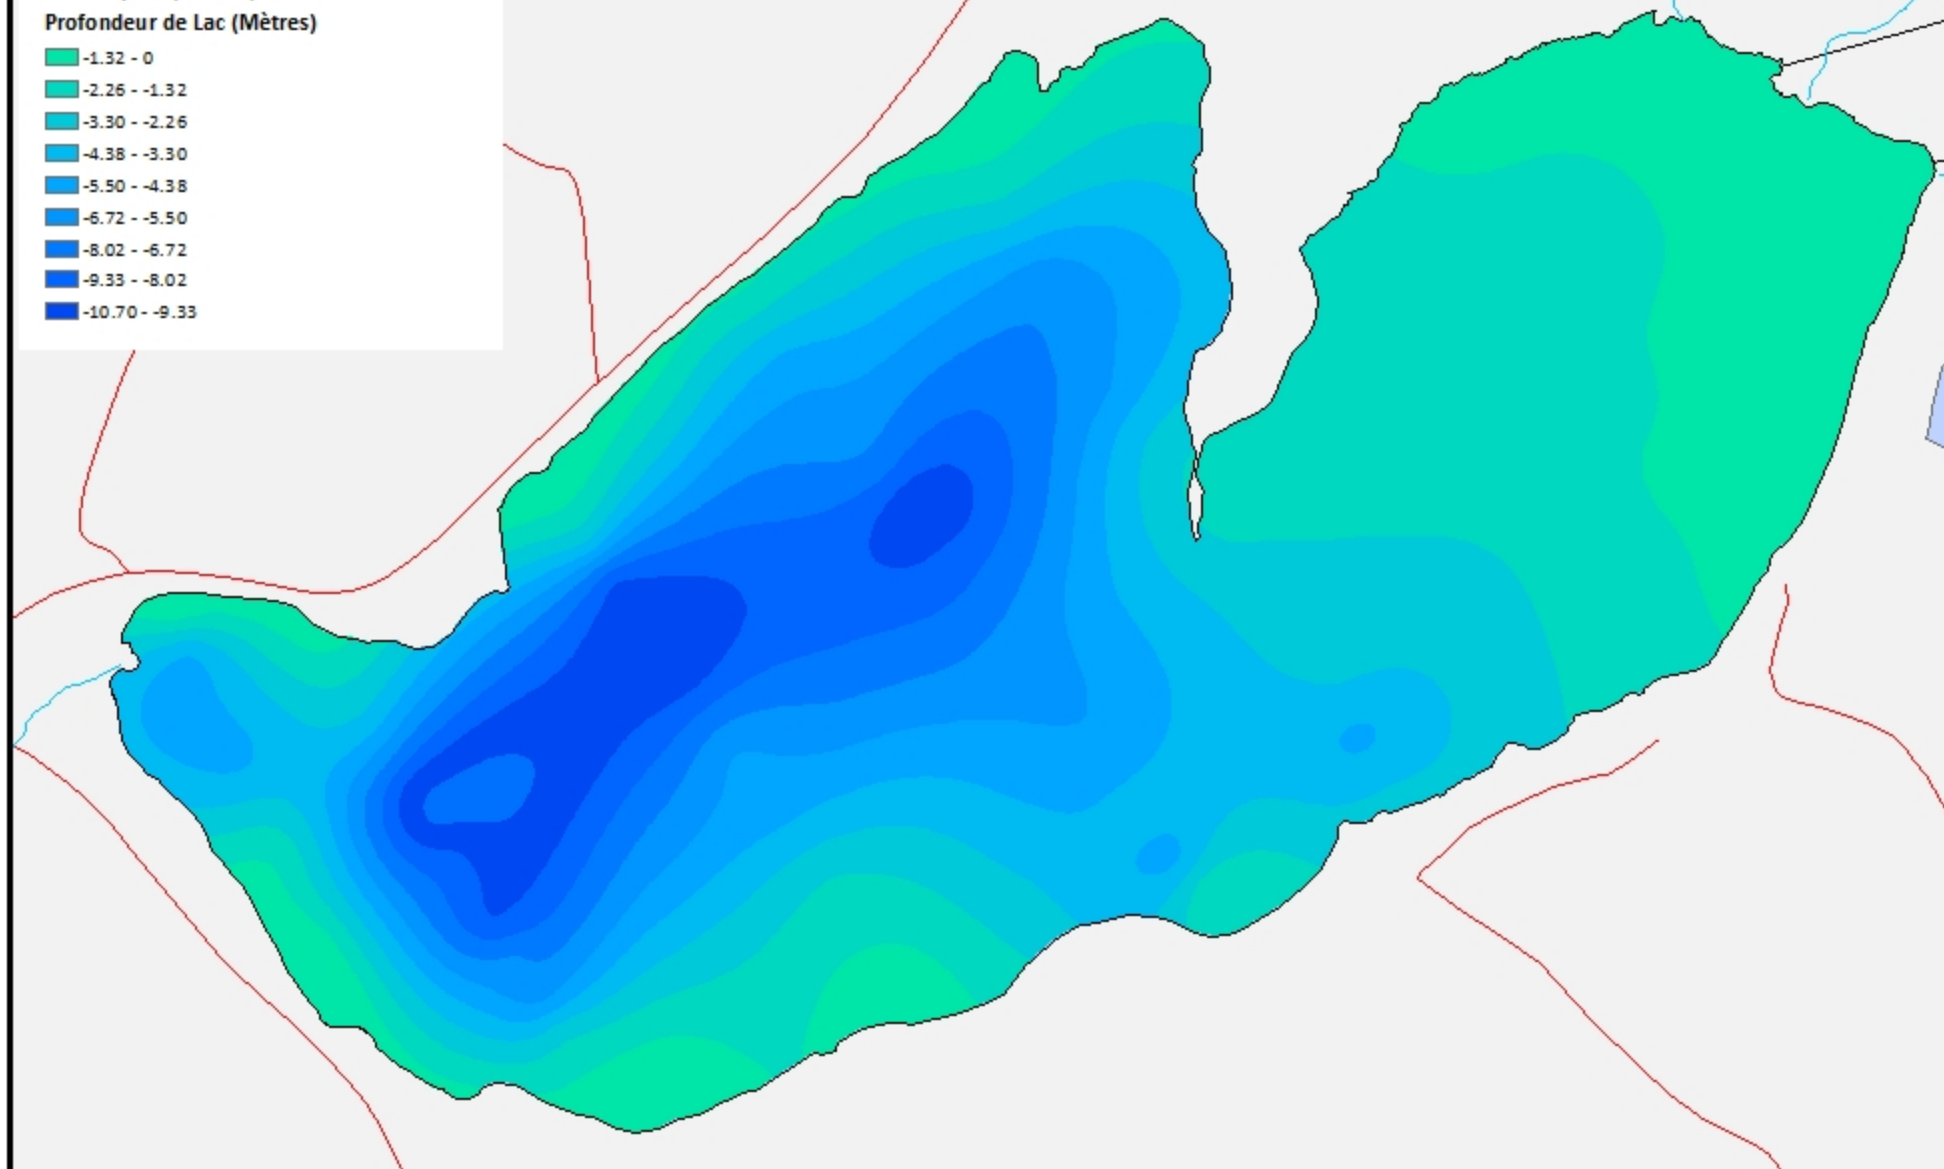 Profondeur de Lac (Mètres)
-1.32 - 0
-2.26 - -1.32
-3.30 - -2.26
-4.38 - -3.30
-5.50 - -4.38
-6.72 - -5.50
-8.02 - -6.72
-9.33 - -8.02
-10.70 - -9.33